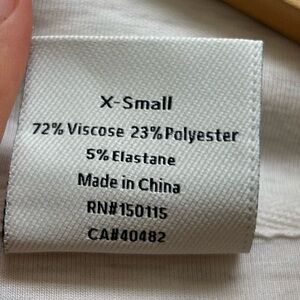 X-Small
72% Viscose 23% Polyester
5% Elastane
Made in China
RN#150115
CA#40482